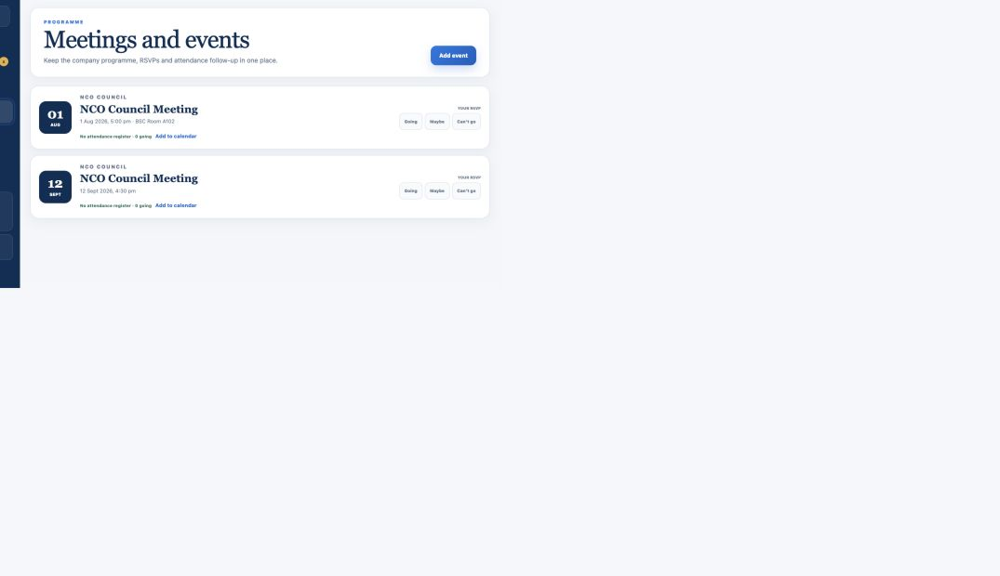 PROGRAMME
Meetings and events
Keep the company programme, RSVPs and attendance follow-up in one place.
Add event
01
AUG
NCO COUNCIL
NCO Council Meeting
1 Aug 2026, 5:00 pm · BSC Room A102
No attendance register · 0 going Add to calendar
YOUR RSVP
Going Maybe Can't go
12
SEPT
NCO COUNCIL
NCO Council Meeting
12 Sept 2026, 4:30 pm
No attendance register · 0 going Add to calendar
YOUR RSVP
Going Maybe Can't go